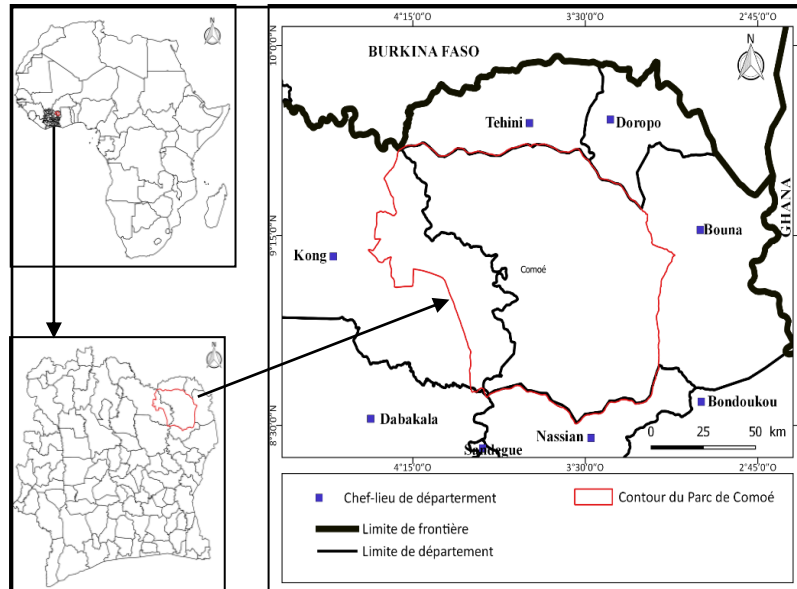 N
4°15'0"O
3°30'0"O
2°45'0"O
10°0'0"N
BURKINA FASO
N
Tehini
Doropo
GHANA
Bouna
9°15'0"N
Kong
Comoé
N
Bondoukou
Dabakala
8°30'0"N
Nassian
Sandegue
0 25 50 km
4°15'0"O
3°30'0"O
2°45'0"O
Chef-lieu de départerment
Contour du Parc de Comoé
Limite de frontière
Limite de département